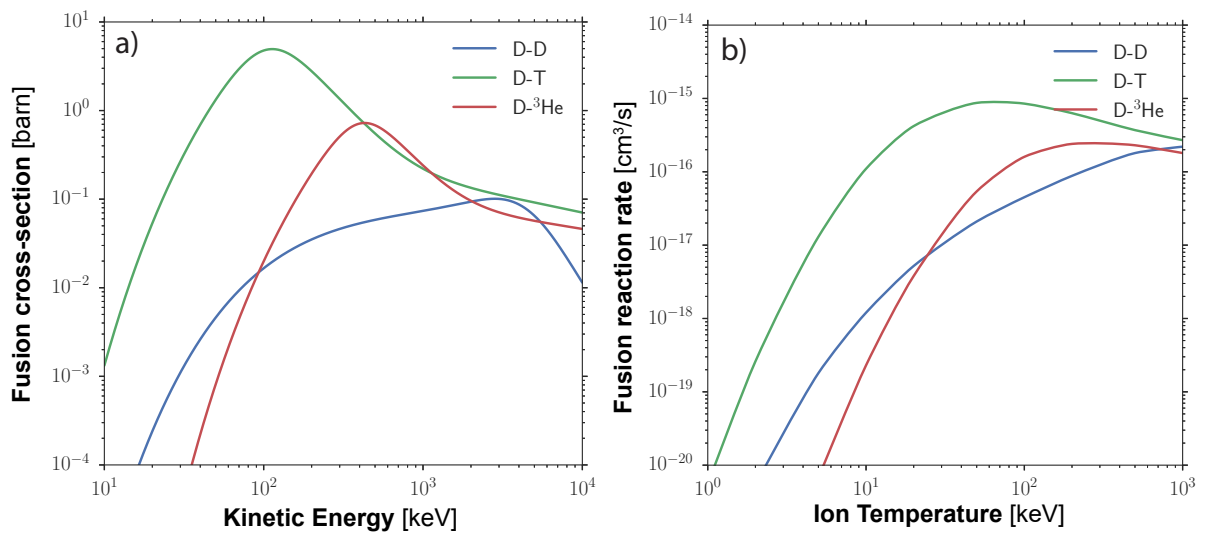 a)
D-D
D-T
D-³He
10¹
10⁰
10⁻¹
10⁻²
10⁻³
10⁻⁴
Fusion cross-section [barn]
10¹
10²
10³
10⁴
Kinetic Energy [keV]
b)
D-D
D-T
D-³He
10⁻¹⁴
10⁻¹⁵
10⁻¹⁶
10⁻¹⁷
10⁻¹⁸
10⁻¹⁹
10⁻²⁰
Fusion reaction rate [cm³/s]
10⁰
10¹
10²
10³
Ion Temperature [keV]